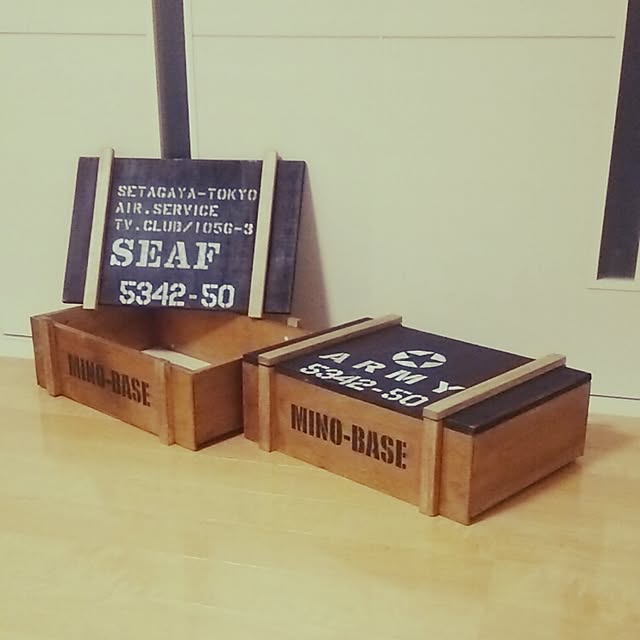 SETAGAYA-TOKYO
AIR.SERVICE
TV.CLUB/105G-3
SEAF
5342-50
MINO-BASE
ARMY
5342-50
MINO-BASE